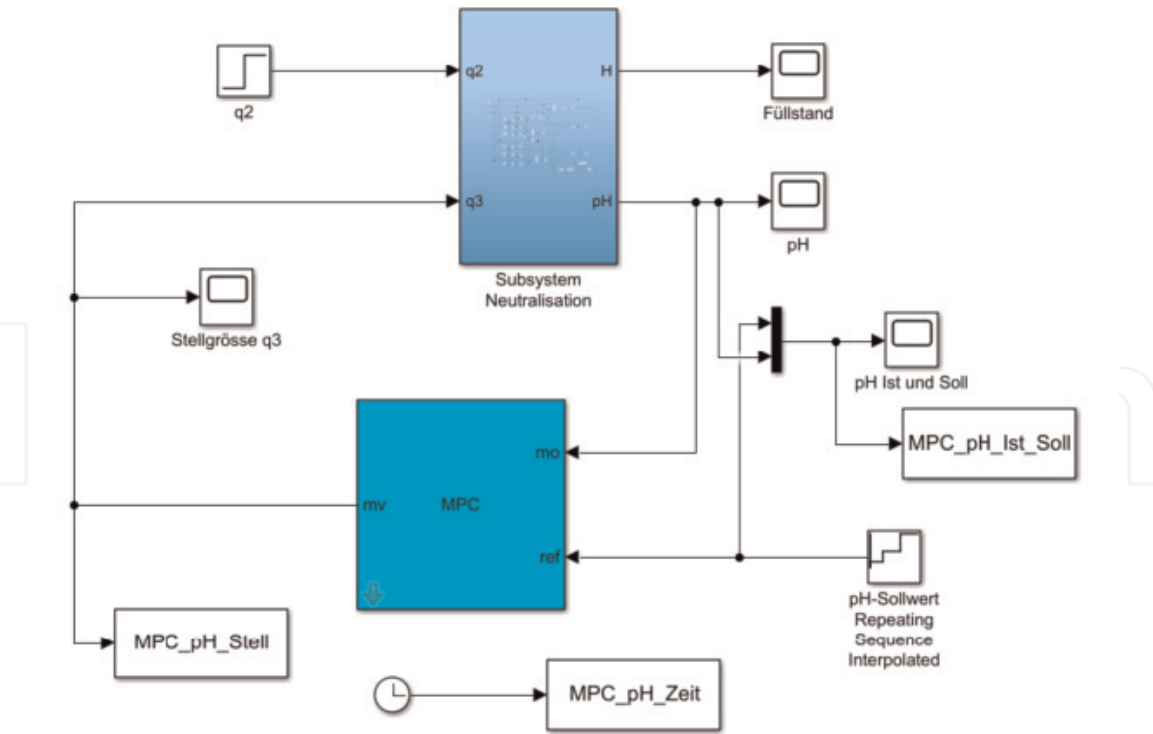 q2
q2
H
Füllstand
q3
pH
pH
Subsystem
Neutralisation
Stellgrösse q3
pH Ist und Soll
MPC_pH_Ist_Soll
mo
mv
MPC
ref
pH-Sollwert
Repeating
Sequence
Interpolated
MPC_pH_Stell
MPC_pH_Zeit